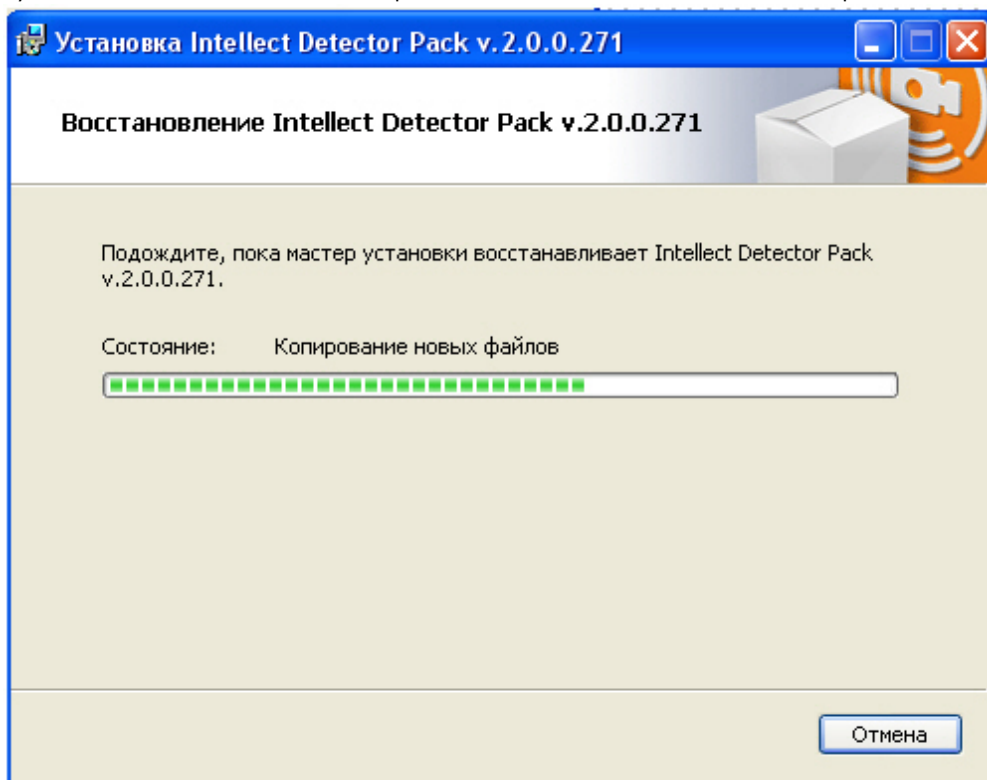 Установка Intellect Detector Pack v.2.0.0.271
Восстановление Intellect Detector Pack v.2.0.0.271
Подождите, пока мастер установки восстанавливает Intellect Detector Pack
v.2.0.0.271.
Состояние: Копирование новых файлов
Отмена